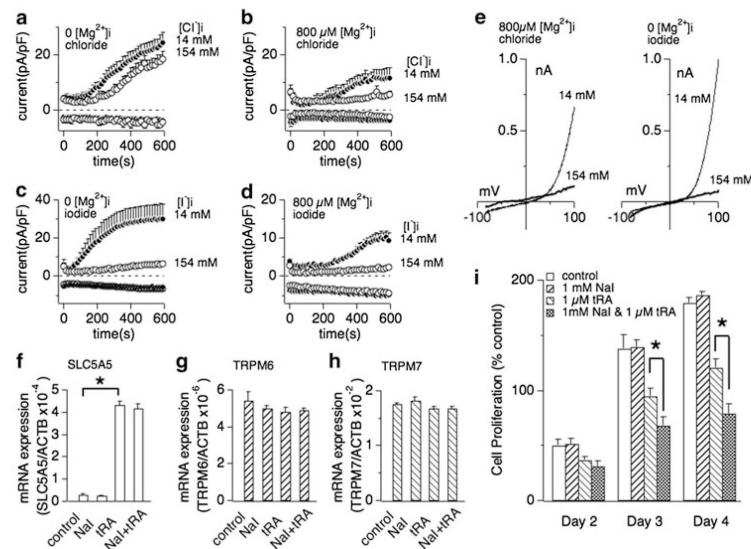 a
0 [Mg2+]i
chloride
[Cl-]i
14 mM
154 mM
current(pA/pF)
20
0
0 200 400 600
time(s)
b
800 µM [Mg2+]i
chloride
[Cl-]i
14 mM
154 mM
current(pA/pF)
20
0
0 200 400 600
time(s)
c
0 [Mg2+]i
iodide
[I-]i
14 mM
154 mM
current(pA/pF)
40
20
0
0 200 400 600
time(s)
d
800 µM [Mg2+]i
iodide
[I-]i
14 mM
154 mM
current(pA/pF)
20
0
0 200 400 600
time(s)
e
800µM [Mg2+]i
chloride
1.0
nA
14 mM
0.5
154 mM
mV
-100
100
0 [Mg2+]i
iodide
1.0
nA
14 mM
0.5
154 mM
mV
-100
100
f
SLC5A5
mRNA expression
(SLC5A5/ACTB x10-4)
5
4
3
2
1
0
*
control
NaI
tRA
NaI+tRA
g
TRPM6
mRNA expression
(TRPM6/ACTB x10-6)
6
4
2
0
control
NaI
tRA
NaI+tRA
h
TRPM7
mRNA expression
(TRPM7/ACTB x10-2)
2
1
0
control
NaI
tRA
NaI+tRA
i
control
1 mM NaI
1 µM tRA
1mM NaI & 1 µM tRA
Cell Proliferation (% control)
200
100
0
*
*
Day 2
Day 3
Day 4